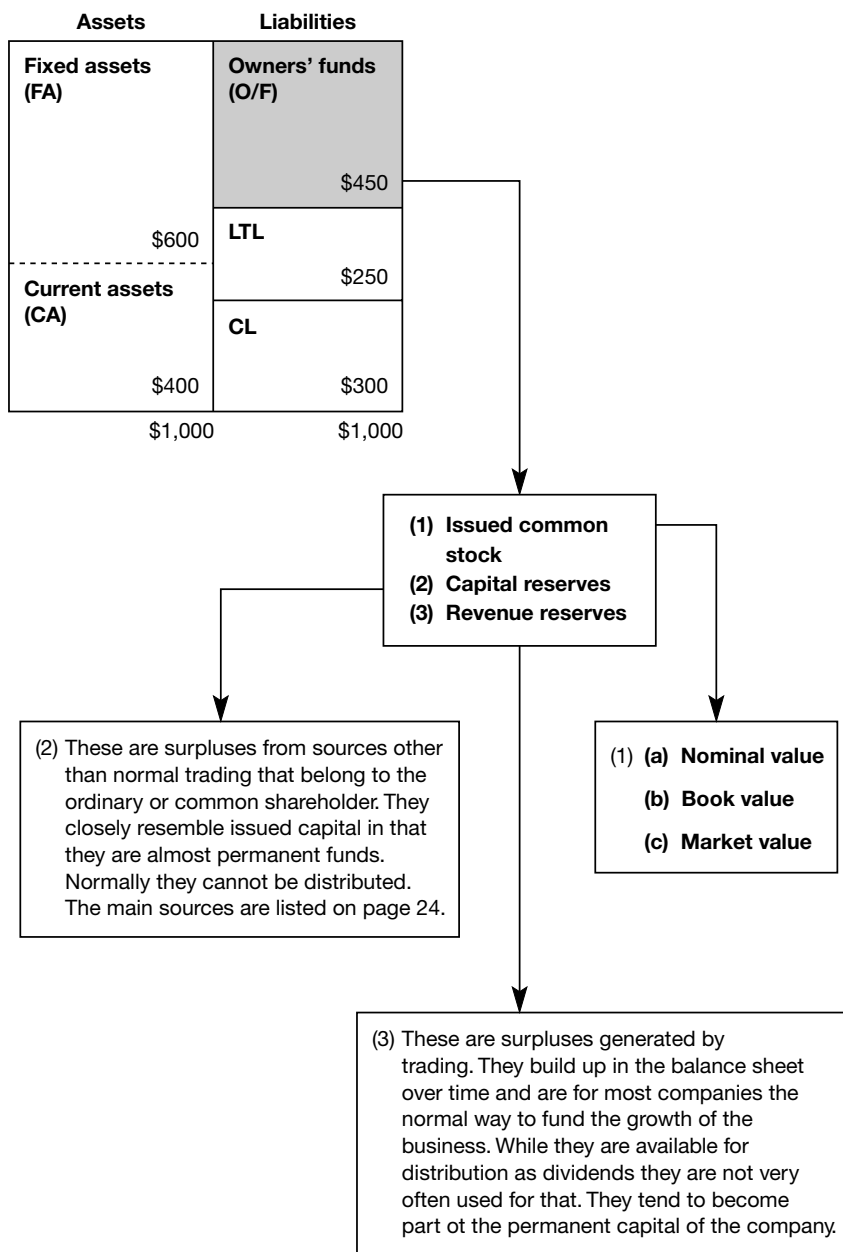 Assets Liabilities
Fixed assets
(FA)
$600
Current assets
(CA)
$400
$1,000
Owners’ funds
(O/F)
$450
LTL
$250
CL
$300
$1,000
(1) Issued common
stock
(2) Capital reserves
(3) Revenue reserves
(2) These are surpluses from sources other
than normal trading that belong to the
ordinary or common shareholder. They
closely resemble issued capital in that
they are almost permanent funds.
Normally they cannot be distributed.
The main sources are listed on page 24.
(1) (a) Nominal value
(b) Book value
(c) Market value
(3) These are surpluses generated by
trading. They build up in the balance sheet
over time and are for most companies the
normal way to fund the growth of the
business. While they are available for
distribution as dividends they are not very
often used for that. They tend to become
part ot the permanent capital of the company.